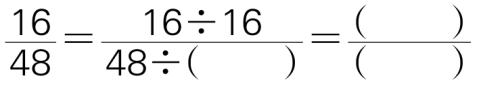 16/48 = 16÷16/48÷(    ) = (    )/(    )